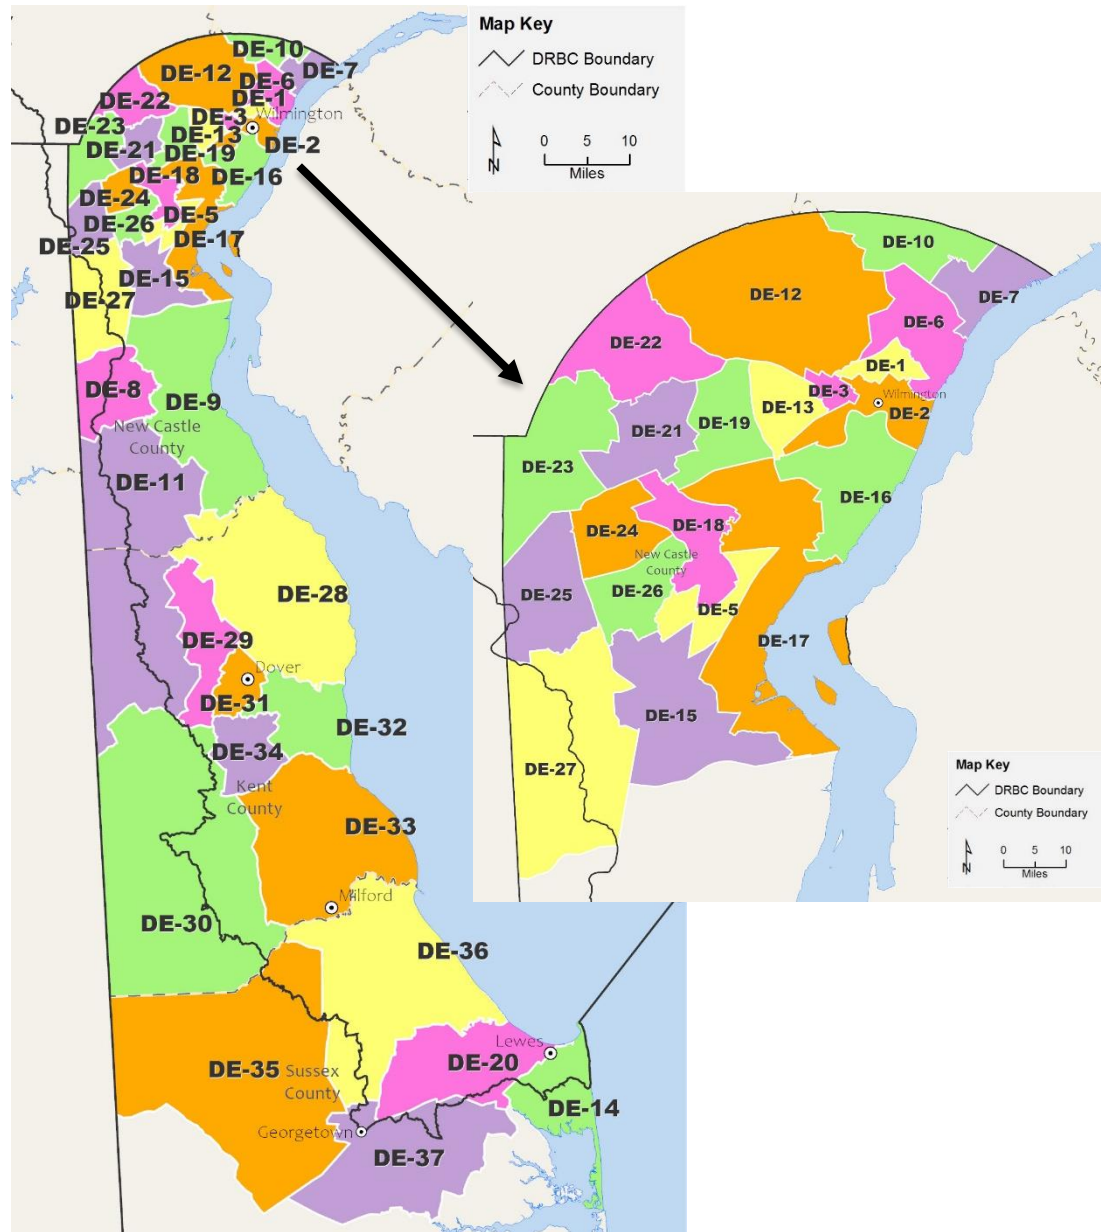 Map Key
DRBC Boundary
County Boundary
N
0 5 10
Miles
DE-10
DE-12
DE-7
DE-6
DE-22
DE-1
DE-3
Wilmington
DE-23
DE-13
DE-2
DE-21
DE-19
DE-18
DE-16
DE-24
DE-5
DE-26
DE-17
DE-25
DE-15
DE-27
DE-8
DE-9
New Castle
County
DE-11
DE-28
DE-29
Dover
DE-31
DE-32
DE-34
Kent
County
DE-33
Milford
DE-30
DE-36
Lewes
DE-20
DE-35
Sussex
County
DE-14
Georgetown
DE-37
DE-10
DE-12
DE-7
DE-6
DE-22
DE-1
DE-3
Wilmington
DE-13
DE-2
DE-21
DE-19
DE-23
DE-16
DE-18
DE-24
New Castle
County
DE-25
DE-26
DE-5
DE-17
DE-15
DE-27
Map Key
DRBC Boundary
County Boundary
N
0 5 10
Miles